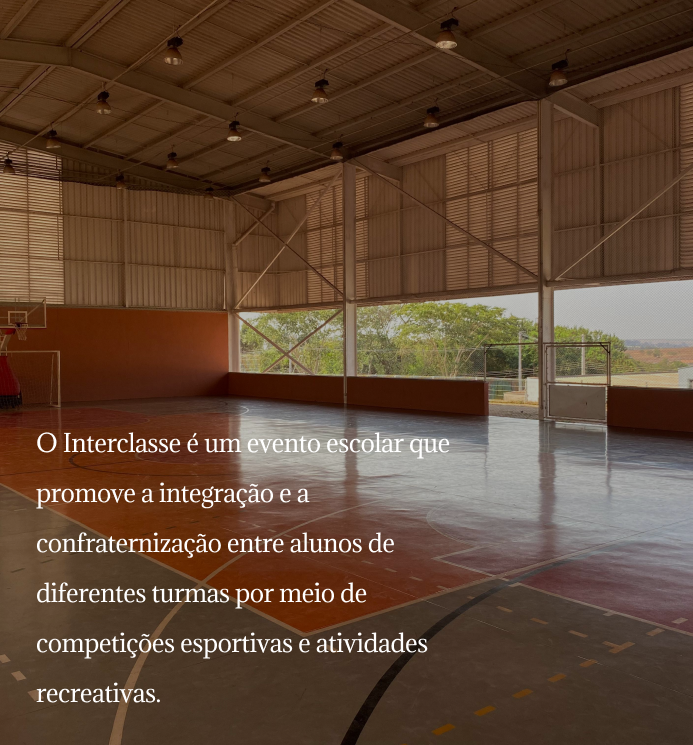 O Interclasse é um evento escolar que
promove a integração e a
confraternização entre alunos de
diferentes turmas por meio de
competições esportivas e atividades
recreativas.